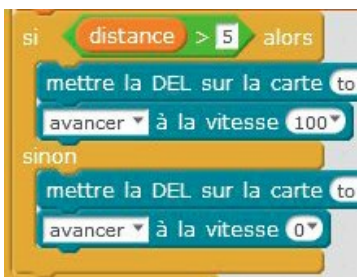 si distance > 5 alors
mettre la DEL sur la carte to
avancer à la vitesse 100
sinon
mettre la DEL sur la carte to
avancer à la vitesse 0